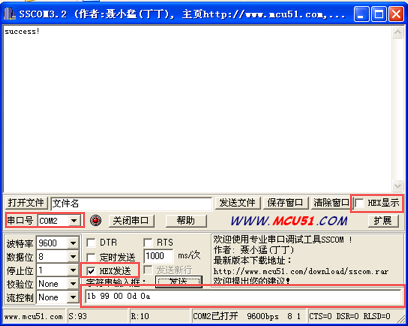 SSCOM3.2 (作者:聂小猛(丁丁), 主页http://www.mcu51.com,...
success!
打开文件 文件名 发送文件 保存窗口 清除窗口 HEX显示
串口号 COM2 关闭串口 帮助 WWW.MCU51.COM 扩展
波特率 9600 DTR RTS
数据位 8 定时发送 1000 ms/次
停止位 1 HEX发送 发送新行
校验位 None 字符串输入框: 发送
流控制 None 1b 99 00 0d 0a
欢迎使用专业串口调试工具SSCOM !
作者: 聂小猛(丁丁)
最新版本下载地址:
http://www.mcu51.com/download/sscom.rar
欢迎提出您的建议!
www.mcu51.com S:93 R:10 COM2已打开 9600bps 8 1 CTS=0 DSR=0 RLSD=0